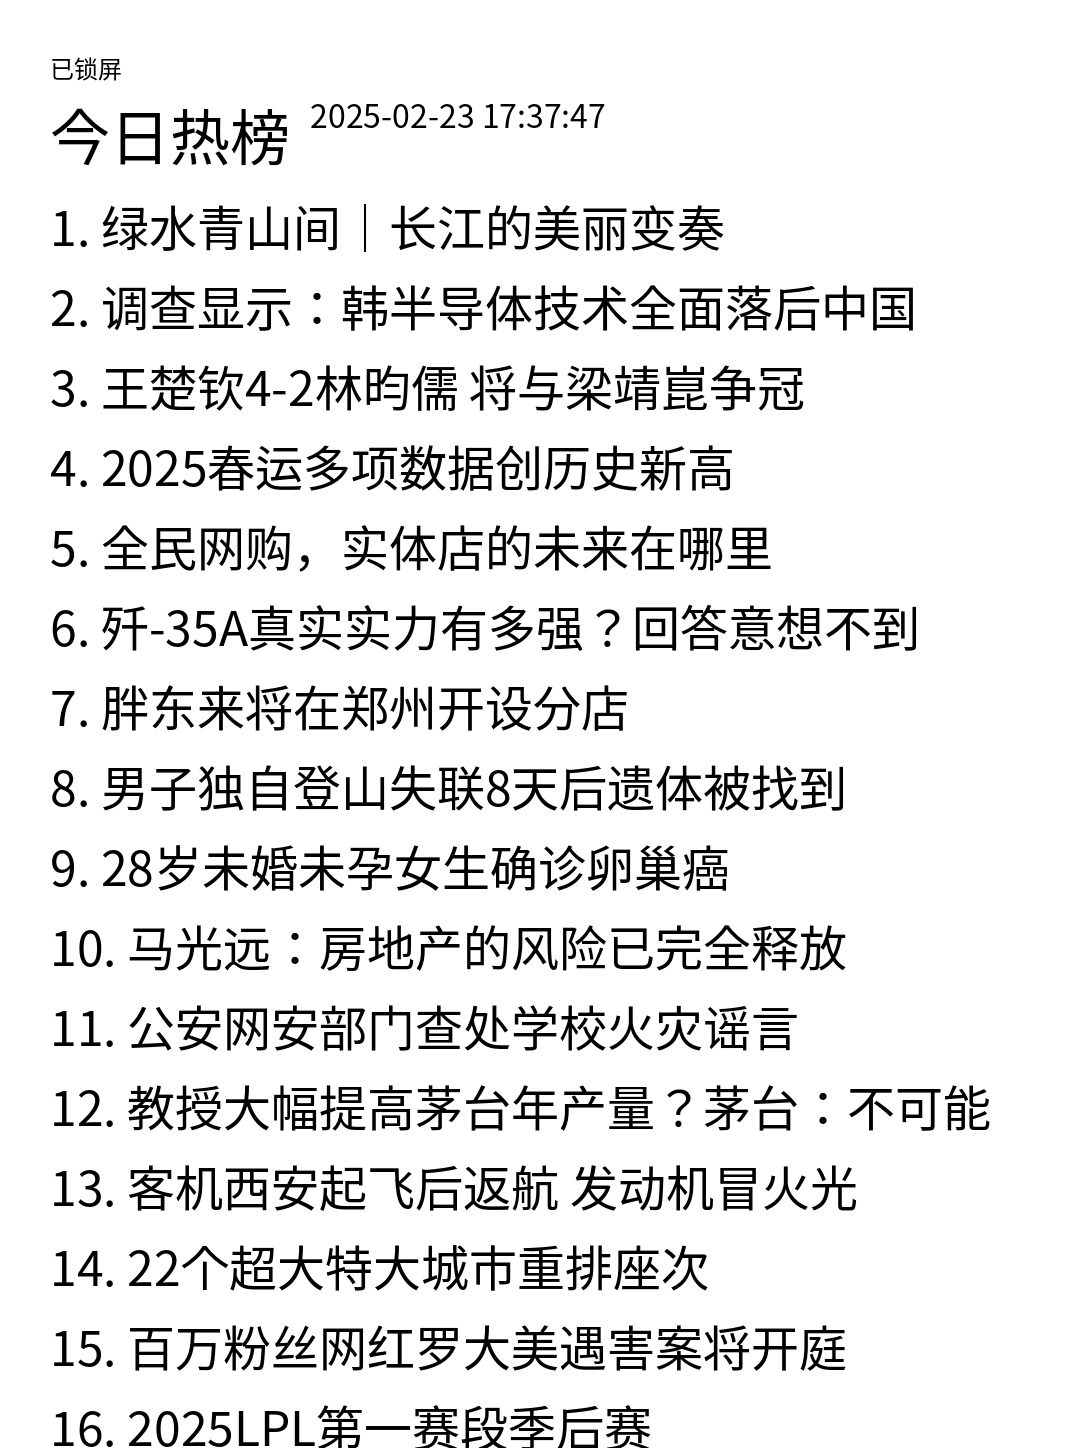 已锁屏
今日热榜 2025-02-23 17:37:47
1. 绿水青山间｜长江的美丽变奏
2. 调查显示：韩半导体技术全面落后中国
3. 王楚钦4-2林昀儒 将与梁靖崑争冠
4. 2025春运多项数据创历史新高
5. 全民网购，实体店的未来在哪里
6. 歼-35A真实实力有多强？回答意想不到
7. 胖东来将在郑州开设分店
8. 男子独自登山失联8天后遗体被找到
9. 28岁未婚未孕女生确诊卵巢癌
10. 马光远：房地产的风险已完全释放
11. 公安网安部门查处学校火灾谣言
12. 教授大幅提高茅台年产量？茅台：不可能
13. 客机西安起飞后返航 发动机冒火光
14. 22个超大特大城市重排座次
15. 百万粉丝网红罗大美遇害案将开庭
16. 2025LPL第一赛段季后赛